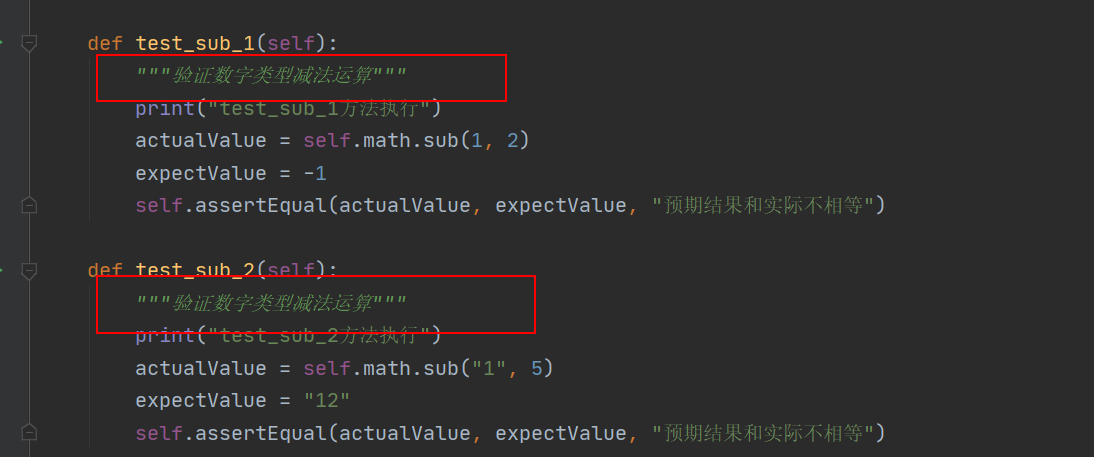 def test_sub_1(self):
"""验证数字类型减法运算"""
print("test_sub_1方法执行")
actualValue = self.math.sub(1, 2)
expectValue = -1
self.assertEqual(actualValue, expectValue, "预期结果和实际不相等")
def test_sub_2(self):
"""验证数字类型减法运算"""
print("test_sub_2方法执行")
actualValue = self.math.sub("1", 5)
expectValue = "12"
self.assertEqual(actualValue, expectValue, "预期结果和实际不相等")